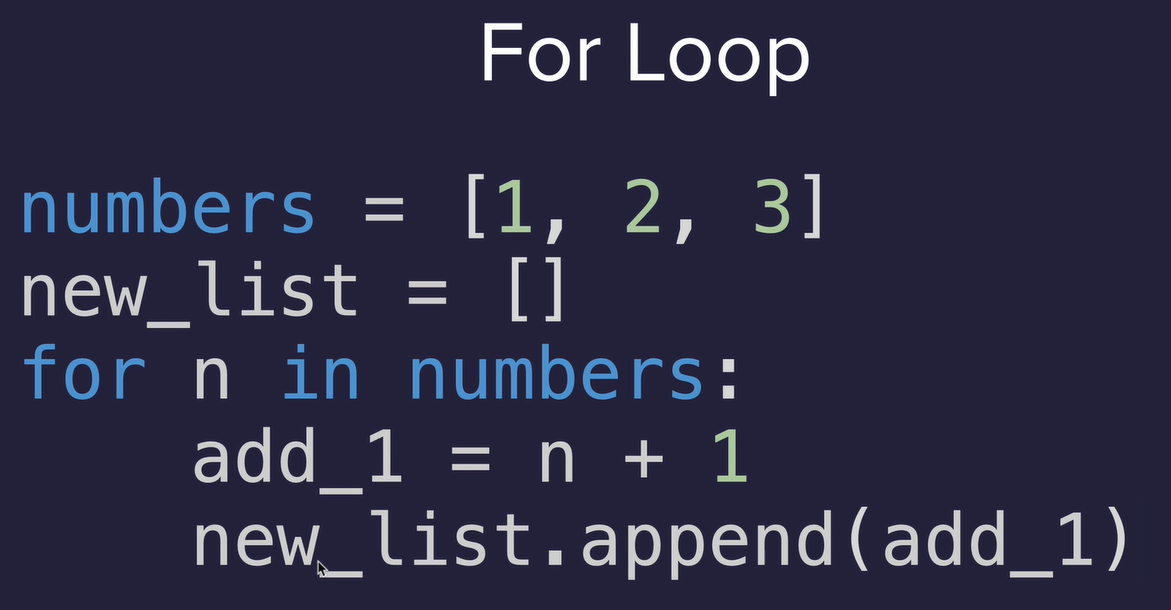 For Loop
numbers = [1, 2, 3]
new_list = []
for n in numbers:
    add_1 = n + 1
    new_list.append(add_1)